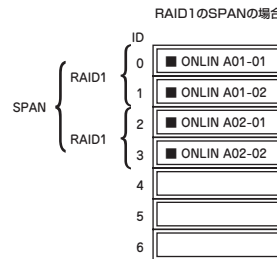 RAID1のSPANの場合
ID
0 ■ ONLIN A01-01
RAID1
1 ■ ONLIN A01-02
SPAN
2 ■ ONLIN A02-01
RAID1
3 ■ ONLIN A02-02
4
5
6